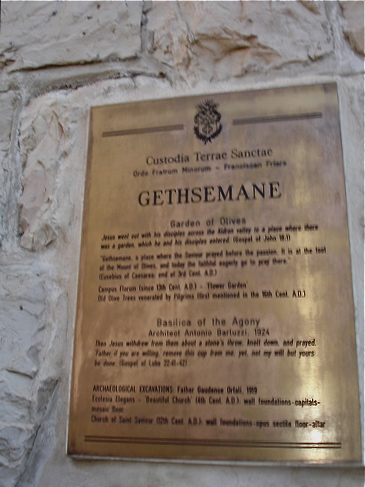 Custodia Terrae Sanctae
Ordo Fratrum Minorum - Franciscan Friars
GETHSEMANE
Garden of Olives
Jesus went out with his disciples across the Kidron valley to a place where there
was a garden, which he and his disciples entered. (Gospel of John 18:1)
"Gethsemane, a place where the Saviour prayed before the passion. It is at the foot
of the Mount of Olives, and today the faithful eagerly go to pray there."
(Eusebius of Caesarea: end of 3rd Cent. A.D.)
Campus Florum (since 13th Cent. A.D.) - 'Flower Garden'
Old Olive Trees venerated by Pilgrims (first mentioned in the 16th Cent. A.D.)
Basilica of the Agony
Architect Antonio Barluzzi, 1924
Then Jesus withdrew from them about a stone's throw, knelt down, and prayed.
'Father, if you are willing, remove this cup from me; yet, not my will but yours
be done. (Gospel of Luke 22:41-42)
ARCHAEOLOGICAL EXCAVATIONS: Father Gaudence Orfali, 1919
Ecclesia Elegans - 'Beautiful Church' (4th Cent. A.D.): wall foundations-capitals-
mosaic floor
Church of Saint Saviour (12th Cent. A.D.): wall foundations-opus sectile floor-altar